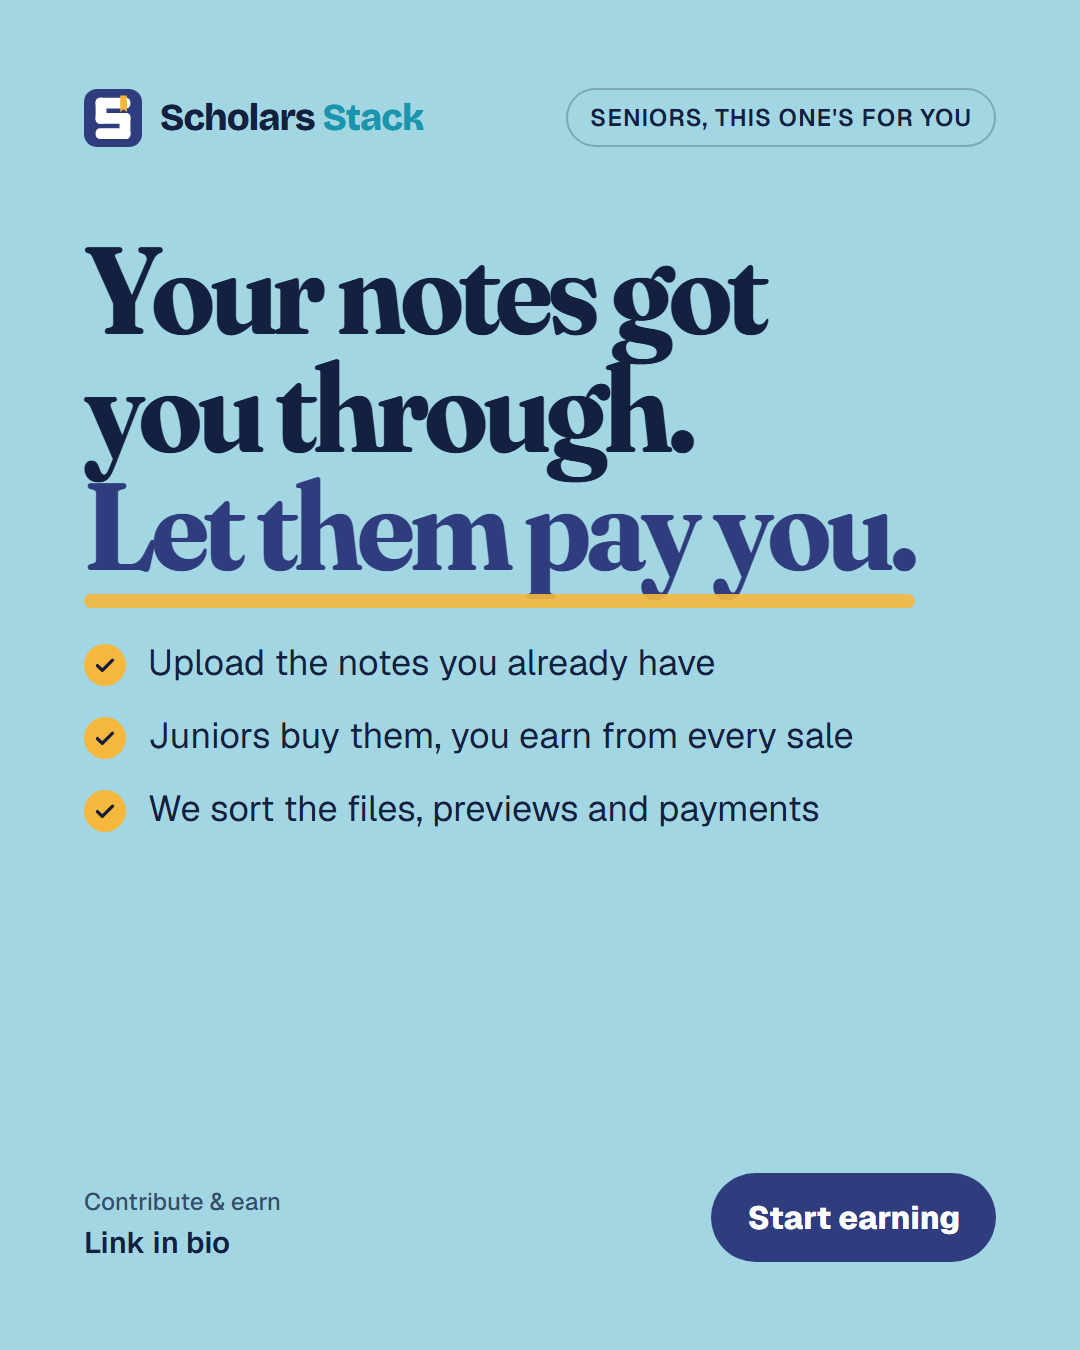 Scholars Stack
SENIORS, THIS ONE'S FOR YOU
Your notes got
you through.
Let them pay you.
Upload the notes you already have
Juniors buy them, you earn from every sale
We sort the files, previews and payments
Contribute & earn
Link in bio
Start earning